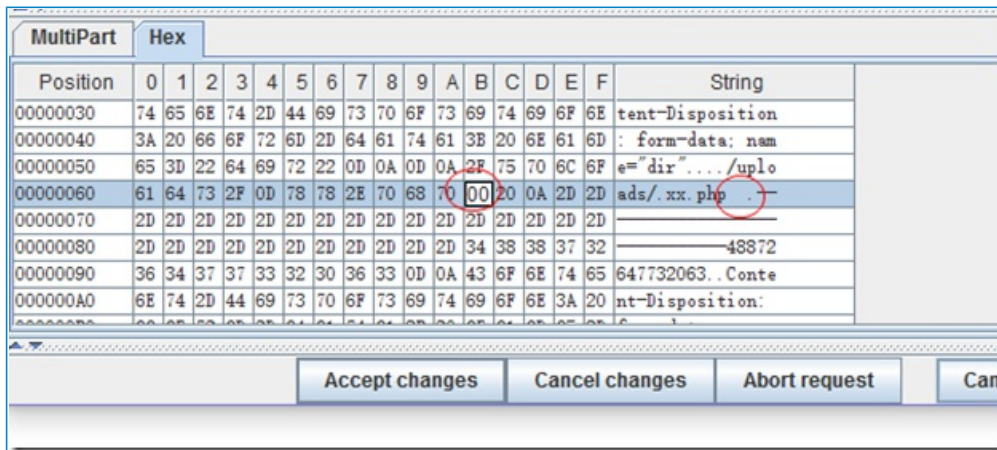 MultiPart Hex
Position 0 1 2 3 4 5 6 7 8 9 A B C D E F String
00000030 74 65 6E 74 2D 44 69 73 70 6F 73 69 74 69 6F 6E tent-Disposition
00000040 3A 20 66 6F 72 6D 2D 64 61 74 61 3B 20 6E 61 6D : form-data; nam
00000050 65 3D 22 64 69 72 22 0D 0A 0D 0A 2F 75 70 6C 6F e="dir"..../uplo
00000060 61 64 73 2F 0D 78 78 2E 70 68 70 00 20 0A 2D 2D ads/.xx.php .--
00000070 2D 2D 2D 2D 2D 2D 2D 2D 2D 2D 2D 2D 2D 2D 2D 2D ----------------
00000080 2D 2D 2D 2D 2D 2D 2D 2D 2D 2D 2D 34 38 38 37 32 -----------48872
00000090 36 34 37 37 33 32 30 36 33 0D 0A 43 6F 6E 74 65 647732063..Conte
000000A0 6E 74 2D 44 69 73 70 6F 73 69 74 69 6F 6E 3A 20 nt-Disposition:
Accept changes Cancel changes Abort request Can